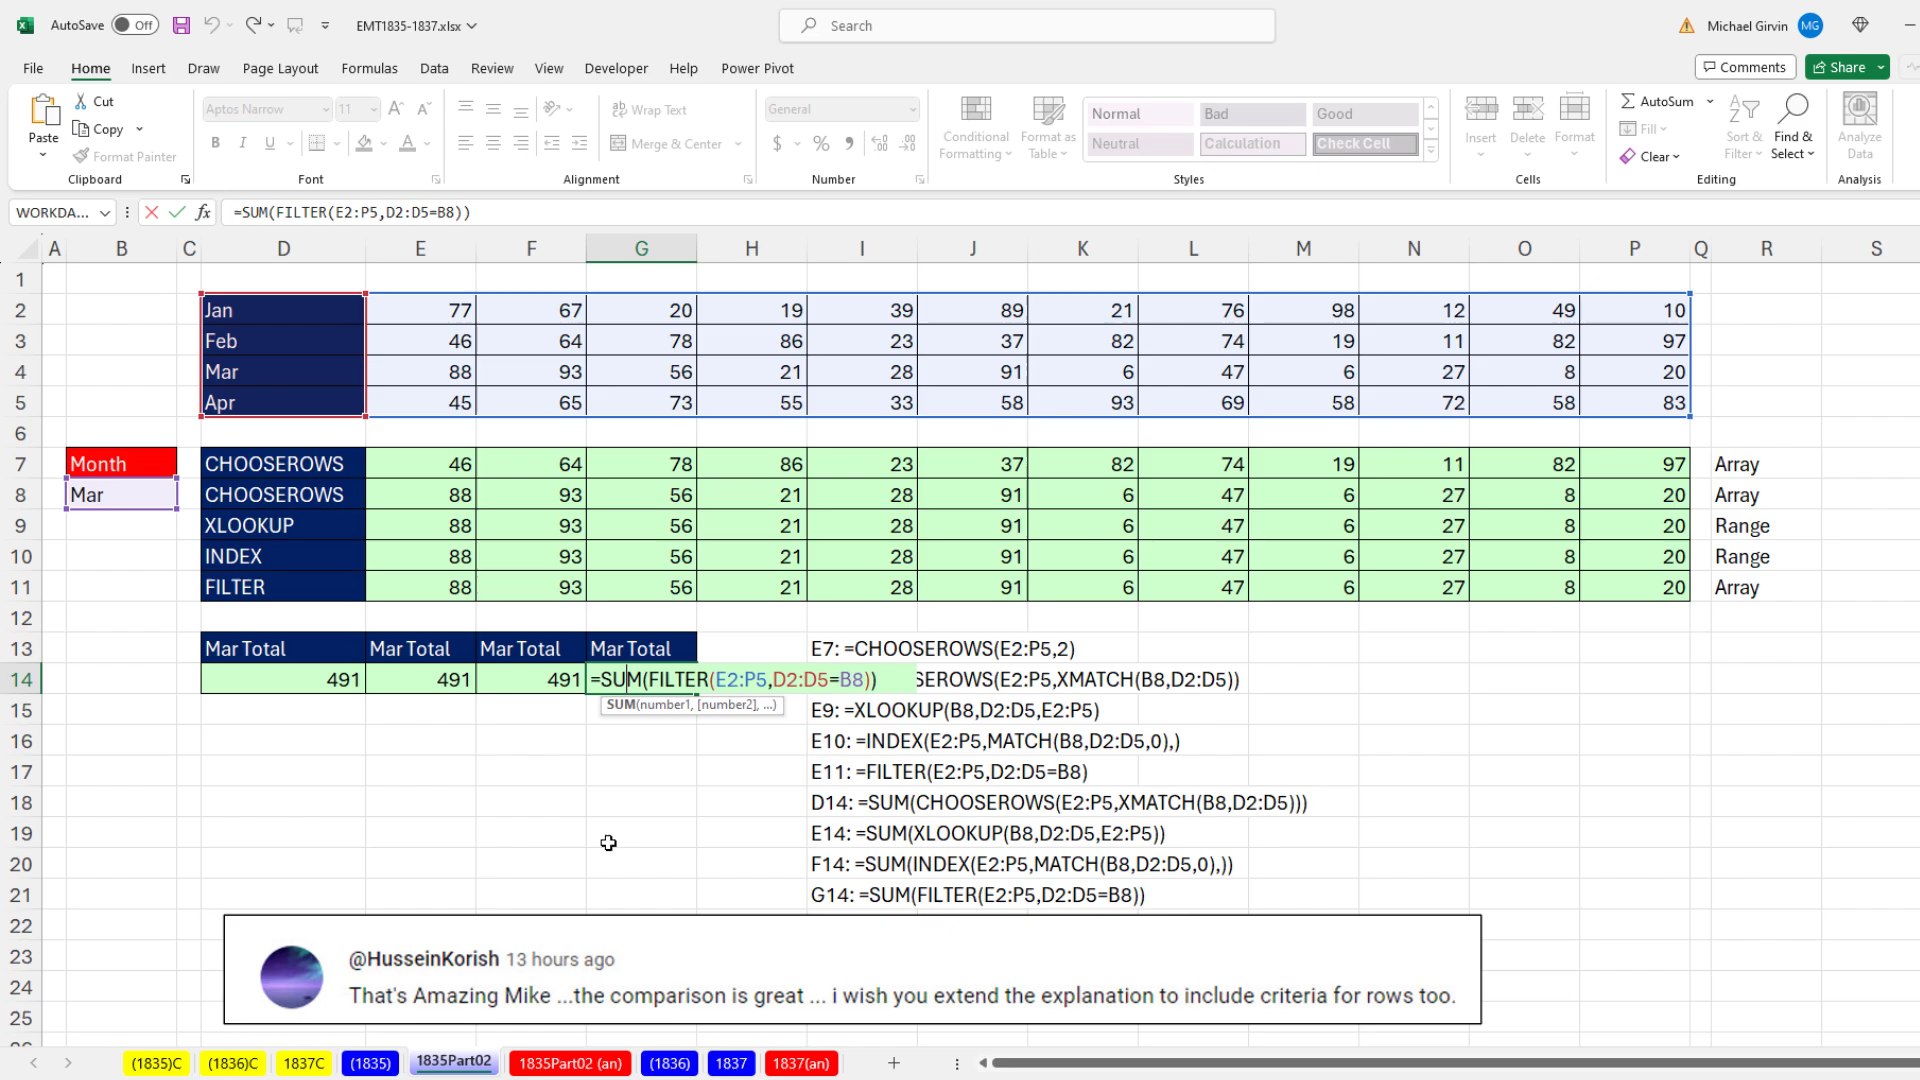 AutoSave Off EMT1835-1837.xlsx Search Michael Girvin MG
File Home Insert Draw Page Layout Formulas Data Review View Developer Help Power Pivot Comments Share
Paste Cut Copy Format Painter Clipboard
Aptos Narrow 11 A A B I U A Font
ab Wrap Text Merge & Center Alignment
General $ % Number
Conditional Formatting Format as Table Normal Bad Good Neutral Calculation Check Cell Styles
Insert Delete Format Cells
AutoSum Fill Clear Sort & Filter Find & Select Editing
Analyze Data Analysis
WORKDA... fx =SUM(FILTER(E2:P5,D2:D5=B8))
A B C D E F G H I J K L M N O P Q R S
1
2 Jan 77 67 20 19 39 89 21 76 98 12 49 10
3 Feb 46 64 78 86 23 37 82 74 19 11 82 97
4 Mar 88 93 56 21 28 91 6 47 6 27 8 20
5 Apr 45 65 73 55 33 58 93 69 58 72 58 83
6
7 Month CHOOSEROWS 46 64 78 86 23 37 82 74 19 11 82 97 Array
8 Mar CHOOSEROWS 88 93 56 21 28 91 6 47 6 27 8 20 Array
9 XLOOKUP 88 93 56 21 28 91 6 47 6 27 8 20 Range
10 INDEX 88 93 56 21 28 91 6 47 6 27 8 20 Range
11 FILTER 88 93 56 21 28 91 6 47 6 27 8 20 Array
12
13 Mar Total Mar Total Mar Total Mar Total E7: =CHOOSEROWS(E2:P5,2)
14 491 491 491 =SUM(FILTER(E2:P5,D2:D5=B8)) SEROWS(E2:P5,XMATCH(B8,D2:D5))
SUM(number1, [number2], ...)
15 E9: =XLOOKUP(B8,D2:D5,E2:P5)
16 E10: =INDEX(E2:P5,MATCH(B8,D2:D5,0),)
17 E11: =FILTER(E2:P5,D2:D5=B8)
18 D14: =SUM(CHOOSEROWS(E2:P5,XMATCH(B8,D2:D5)))
19 E14: =SUM(XLOOKUP(B8,D2:D5,E2:P5))
20 F14: =SUM(INDEX(E2:P5,MATCH(B8,D2:D5,0),))
21 G14: =SUM(FILTER(E2:P5,D2:D5=B8))
22
23 @HusseinKorish 13 hours ago
24 That's Amazing Mike ...the comparison is great ... i wish you extend the explanation to include criteria for rows too.
25
(1835)C (1836)C 1837C (1835) 1835Part02 1835Part02 (an) (1836) 1837 1837(an)